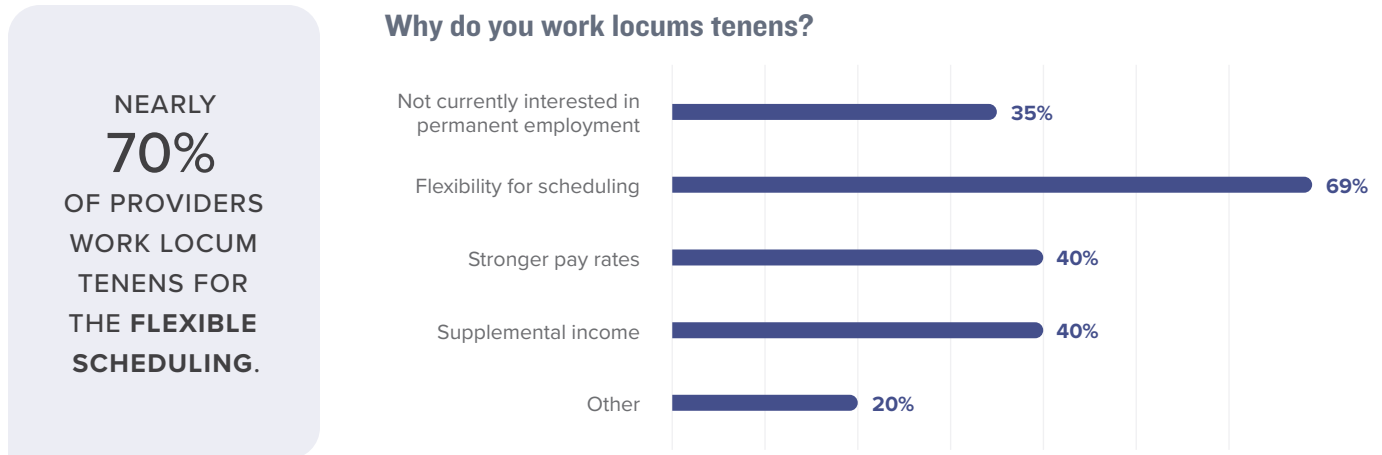 NEARLY
70%
OF PROVIDERS
WORK LOCUM
TENENS FOR
THE FLEXIBLE
SCHEDULING.
Why do you work locums tenens?
Not currently interested in
permanent employment
35%
Flexibility for scheduling
69%
Stronger pay rates
40%
Supplemental income
40%
Other
20%